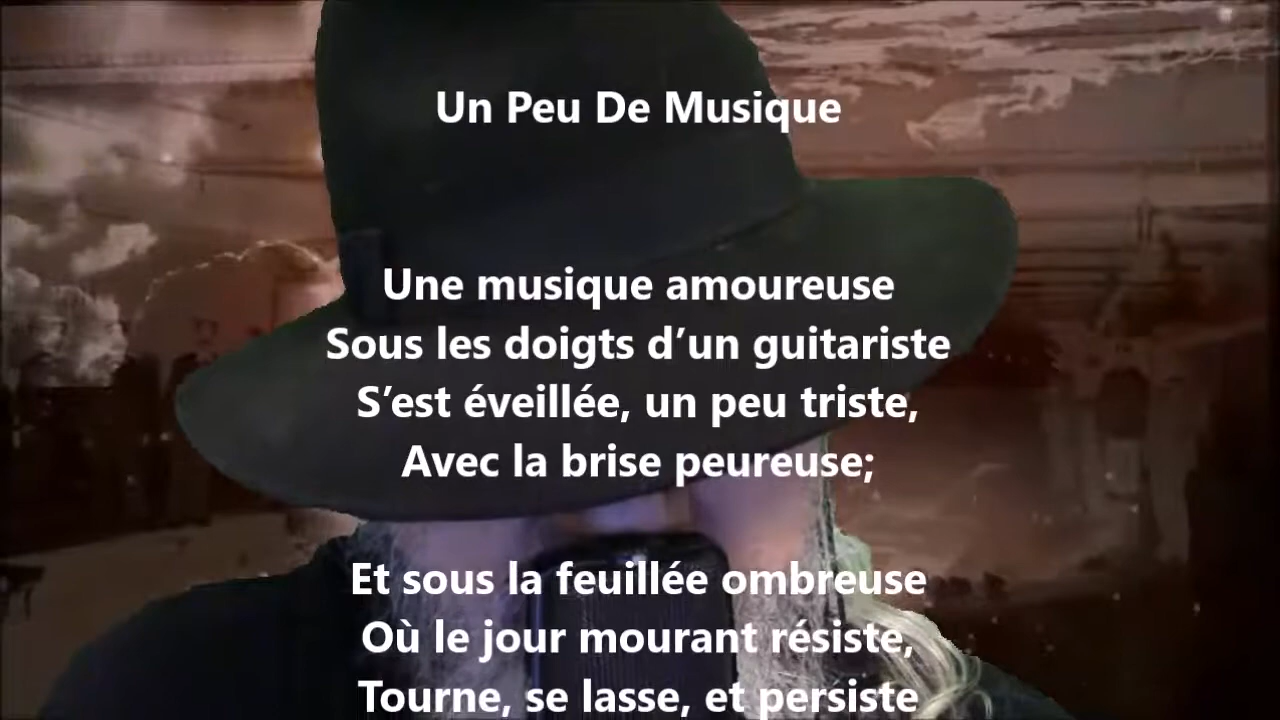 Un Peu De Musique
Une musique amoureuse
Sous les doigts d’un guitariste
S’est éveillée, un peu triste,
Avec la brise peureuse;
Et sous la feuillée ombreuse
Où le jour mourant résiste,
Tourne, se lasse, et persiste